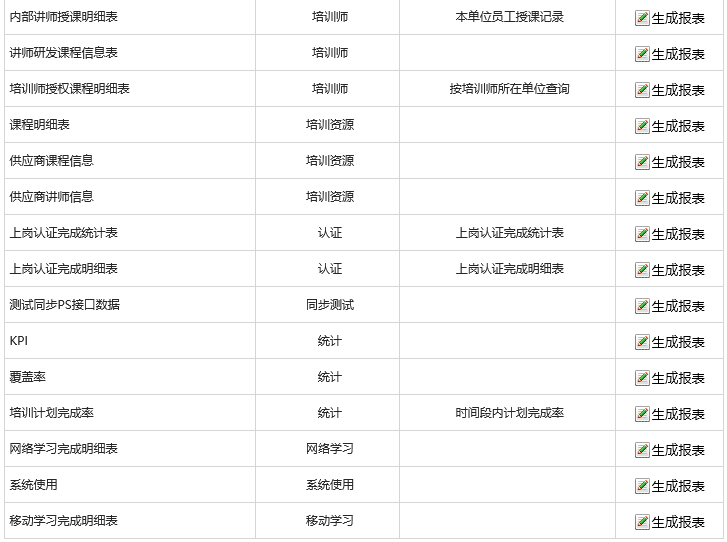 内部讲师授课明细表 培训师 本单位员工授课记录 生成报表
讲师研发课程信息表 培训师 生成报表
培训师授权课程明细表 培训师 按培训师所在单位查询 生成报表
课程明细表 培训资源 生成报表
供应商课程信息 培训资源 生成报表
供应商讲师信息 培训资源 生成报表
上岗认证完成统计表 认证 上岗认证完成统计表 生成报表
上岗认证完成明细表 认证 上岗认证完成明细表 生成报表
测试同步PS接口数据 同步测试 生成报表
KPI 统计 生成报表
覆盖率 统计 生成报表
培训计划完成率 统计 时间段内计划完成率 生成报表
网络学习完成明细表 网络学习 生成报表
系统使用 系统使用 生成报表
移动学习完成明细表 移动学习 生成报表